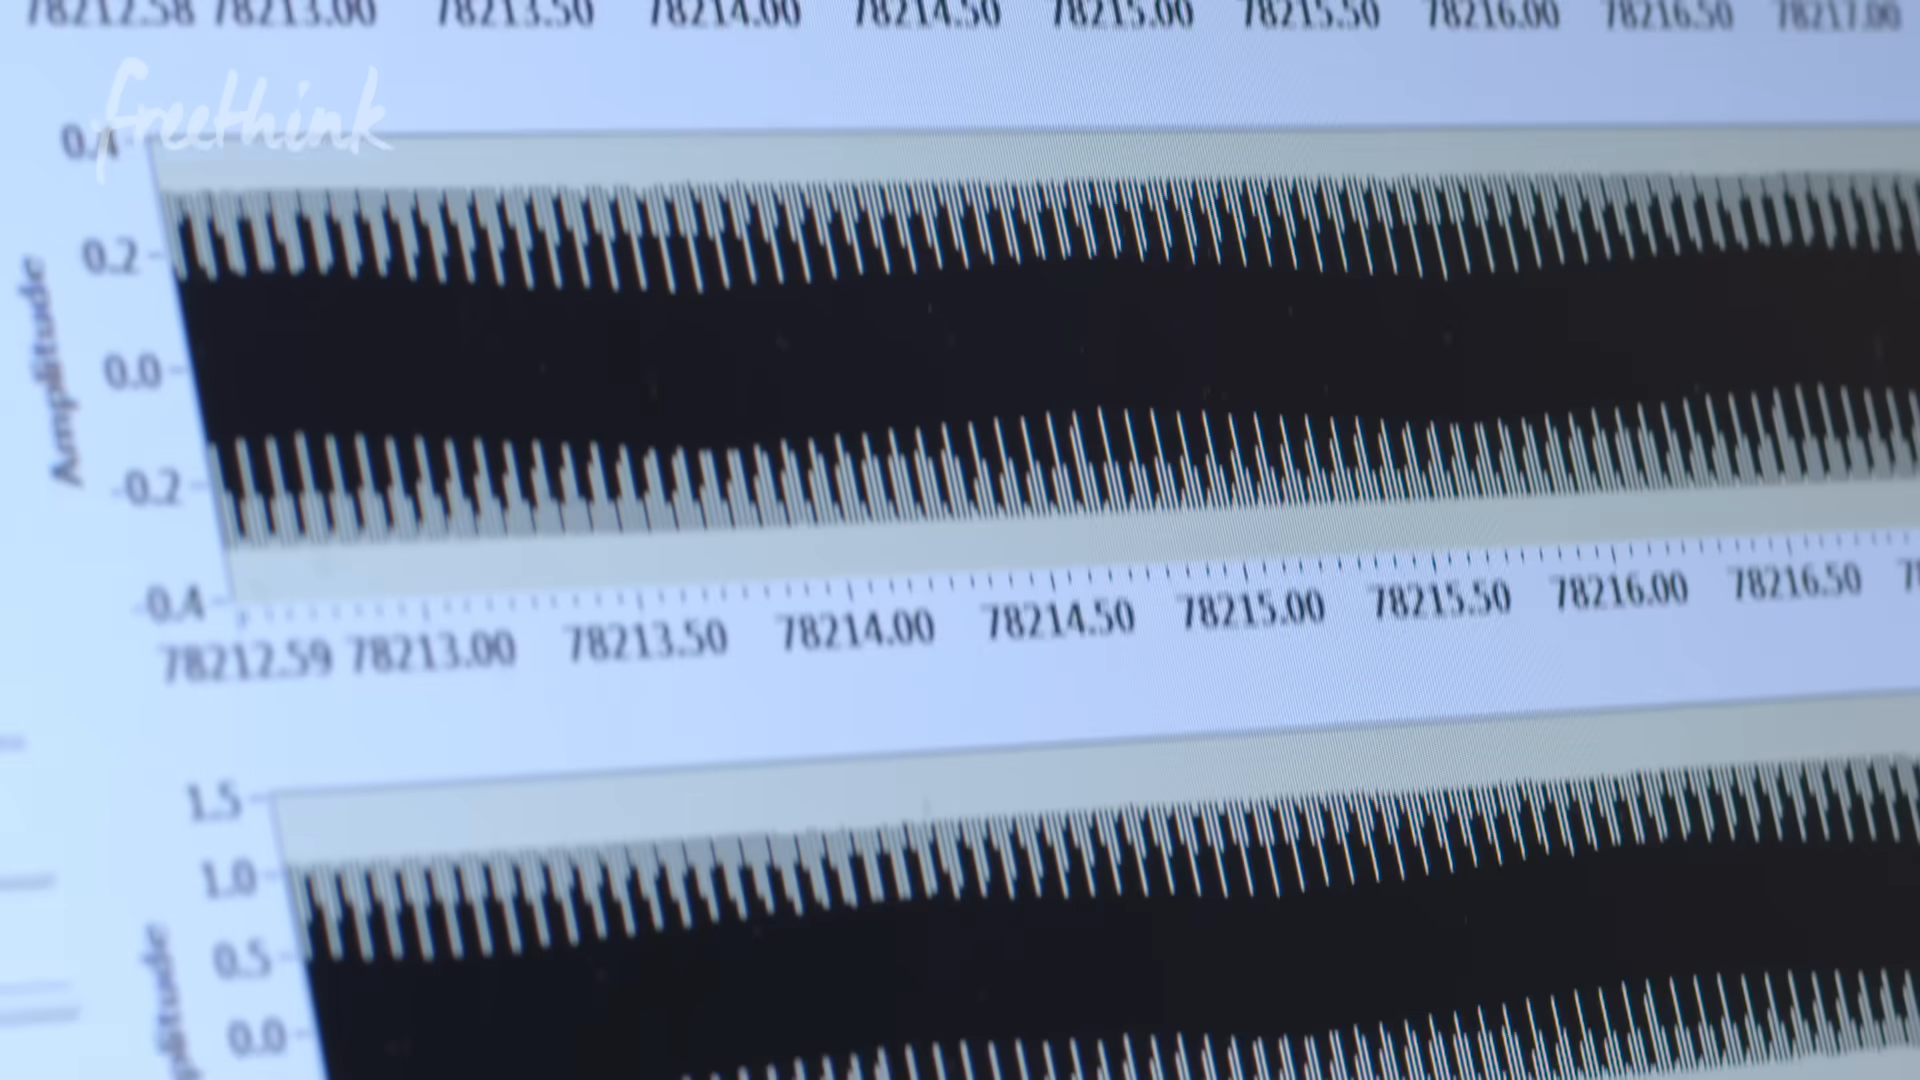 78212.58 78213.00 78213.50 78214.00 78214.50 78215.00 78215.50 78216.00 78216.50 78217.00
freethink
0.4
0.2
0.0
-0.2
-0.4
Amplitude
78212.59 78213.00 78213.50 78214.00 78214.50 78215.00 78215.50 78216.00 78216.50
1.5
1.0
0.5
0.0
plitude